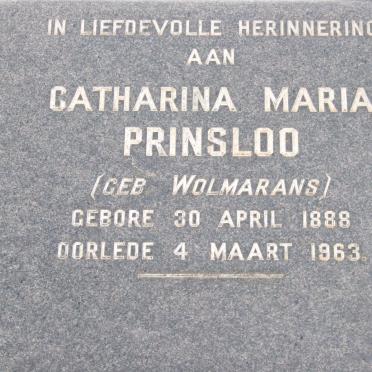 IN LIEFDEVOLLE HERINNERING
AAN
CATHARINA MARIA
PRINSLOO
(GEB WOLMARANS)
GEBORE 30 APRIL 1888
OORLEDE 4 MAART 1963.